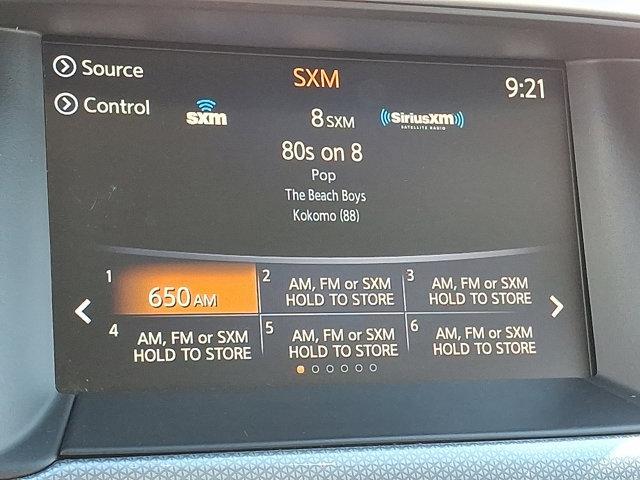 Source
SXM
9:21
Control
sxm
8 SXM
((SiriusXM))
SATELLITE RADIO
80s on 8
Pop
The Beach Boys
Kokomo (88)
1
650 AM
2
AM, FM or SXM
HOLD TO STORE
3
AM, FM or SXM
HOLD TO STORE
4
AM, FM or SXM
HOLD TO STORE
5
AM, FM or SXM
HOLD TO STORE
6
AM, FM or SXM
HOLD TO STORE